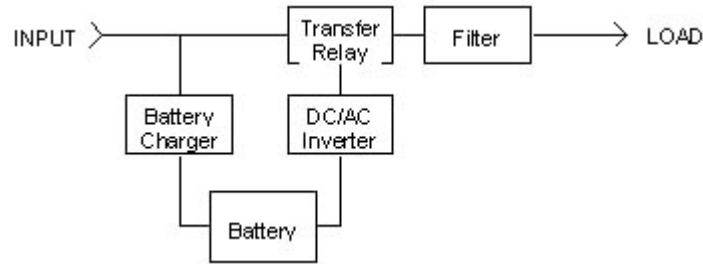 INPUT
Transfer
Relay
Filter
LOAD
Battery
Charger
DC/AC
Inverter
Battery